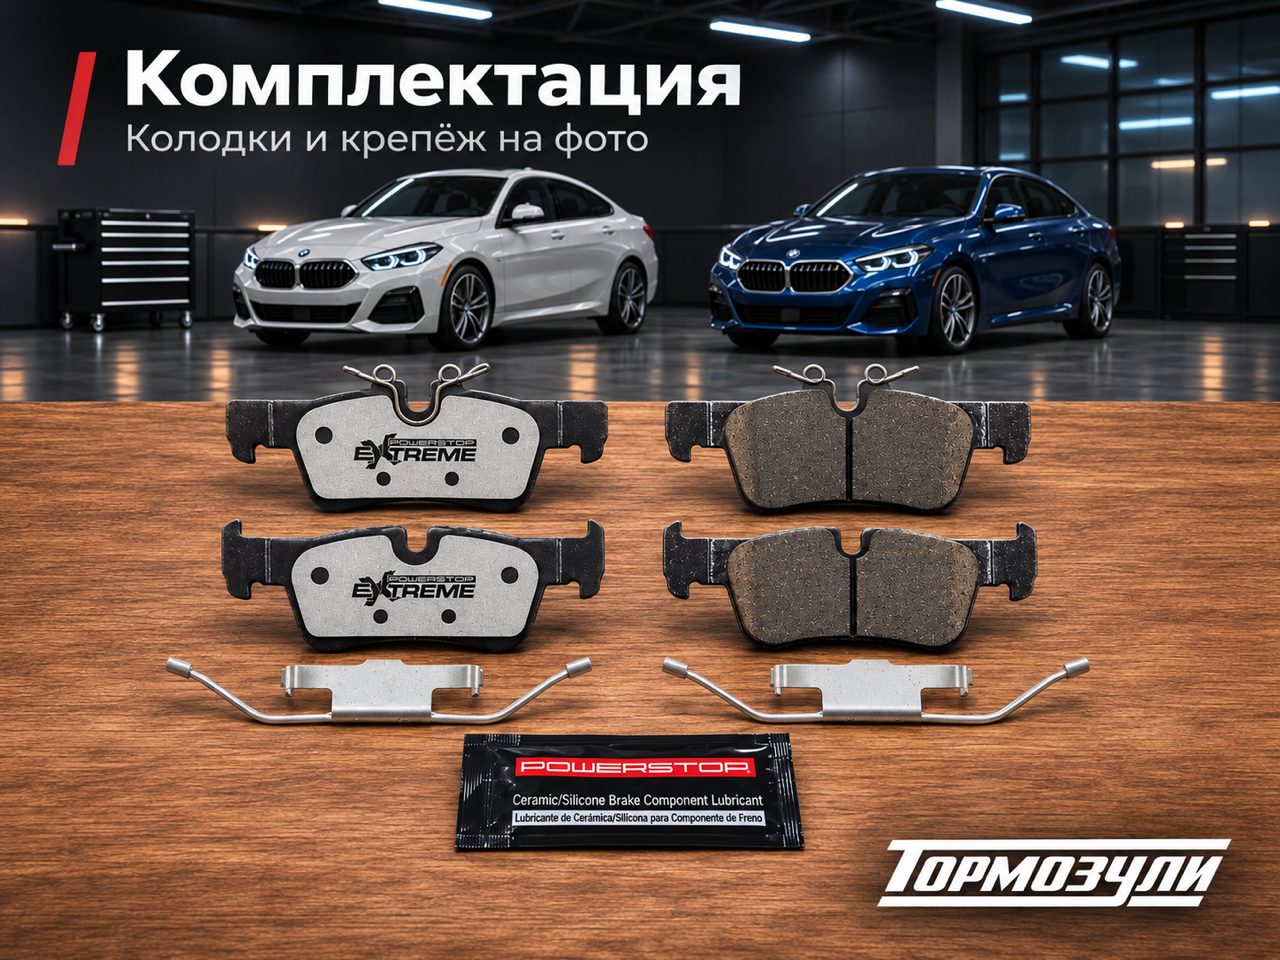 Комплектация
Колодки и крепёж на фото
POWERSTOP
EXTREME
POWERSTOP
EXTREME
POWERSTOP
Ceramic/Silicone Brake Component Lubricant
Lubricante de Cerámica/Silicona para Componente de Freno
Тормозули